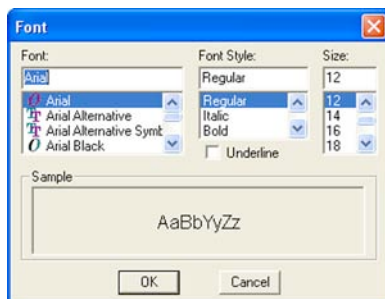 Font
Font: Font Style: Size:
Arial Regular 12
Arial Regular 12
Arial Alternative Italic 14
Arial Alternative Symb Bold 16
Arial Black 18
Underline
Sample
AaBbYyZz
OK Cancel